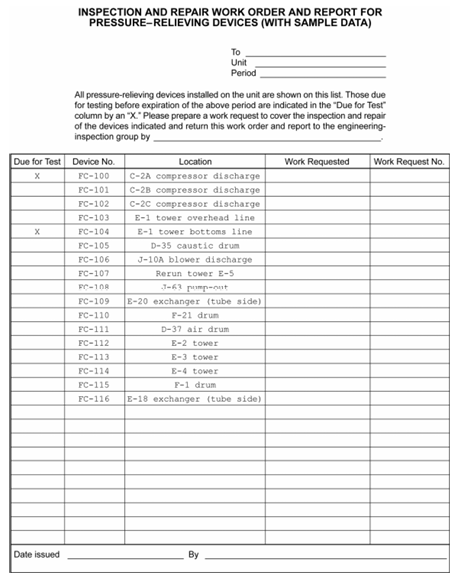 INSPECTION AND REPAIR WORK ORDER AND REPORT FOR
PRESSURE–RELIEVING DEVICES (WITH SAMPLE DATA)
To
Unit
Period
All pressure-relieving devices installed on the unit are shown on this list. Those due
for testing before expiration of the above period are indicated in the “Due for Test”
column by an “X.” Please prepare a work request to cover the inspection and repair
of the devices indicated and return this work order and report to the engineering-
inspection group by
Due for Test Device No. Location Work Requested Work Request No.
X FC-100 C-2A compressor discharge
FC-101 C-2B compressor discharge
FC-102 C-2C compressor discharge
FC-103 E-1 tower overhead line
X FC-104 E-1 tower bottoms line
FC-105 D-35 caustic drum
FC-106 J-10A blower discharge
FC-107 Rerun tower E-5
FC-108 J-63 pump-out
FC-109 E-20 exchanger (tube side)
FC-110 F-21 drum
FC-111 D-37 air drum
FC-112 E-2 tower
FC-113 E-3 tower
FC-114 E-4 tower
FC-115 F-1 drum
FC-116 E-18 exchanger (tube side)
Date issued By